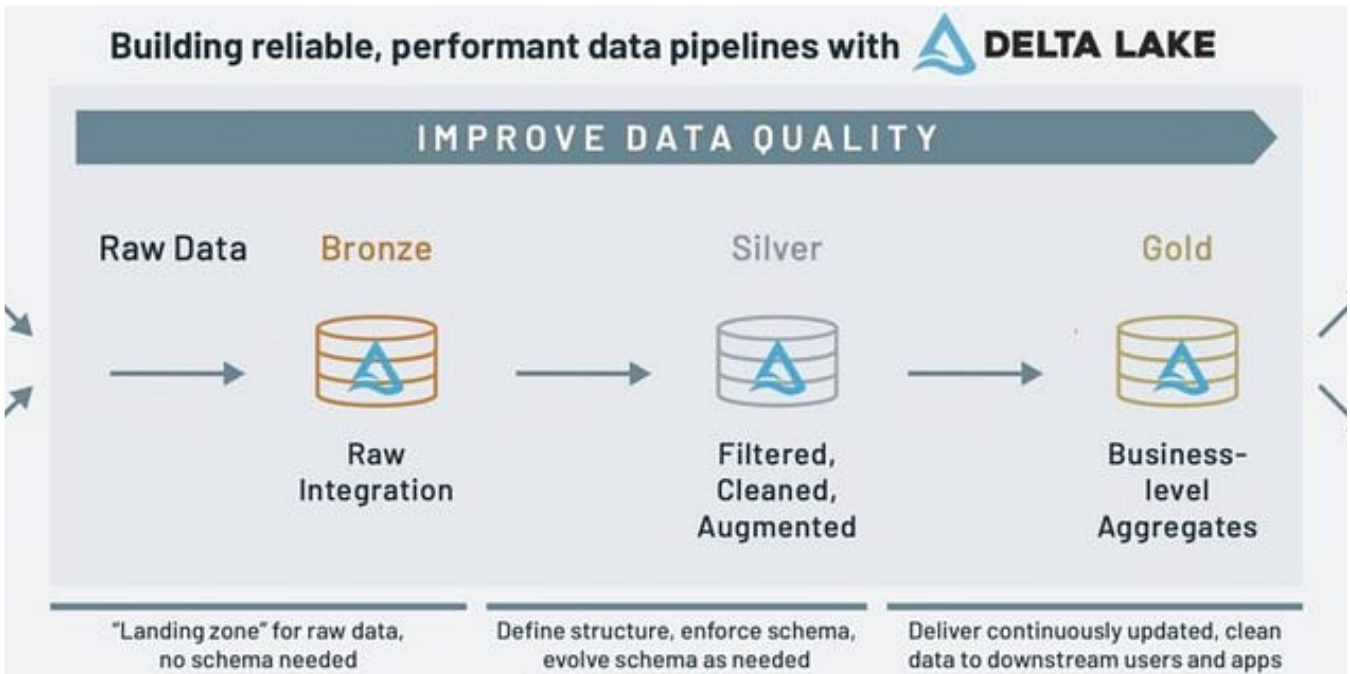 Building reliable, performant data pipelines with DELTA LAKE
IMPROVE DATA QUALITY
Raw Data
Bronze
Silver
Gold
Raw
Integration
Filtered,
Cleaned,
Augmented
Business-
level
Aggregates
“Landing zone” for raw data,
no schema needed
Define structure, enforce schema,
evolve schema as needed
Deliver continuously updated, clean
data to downstream users and apps